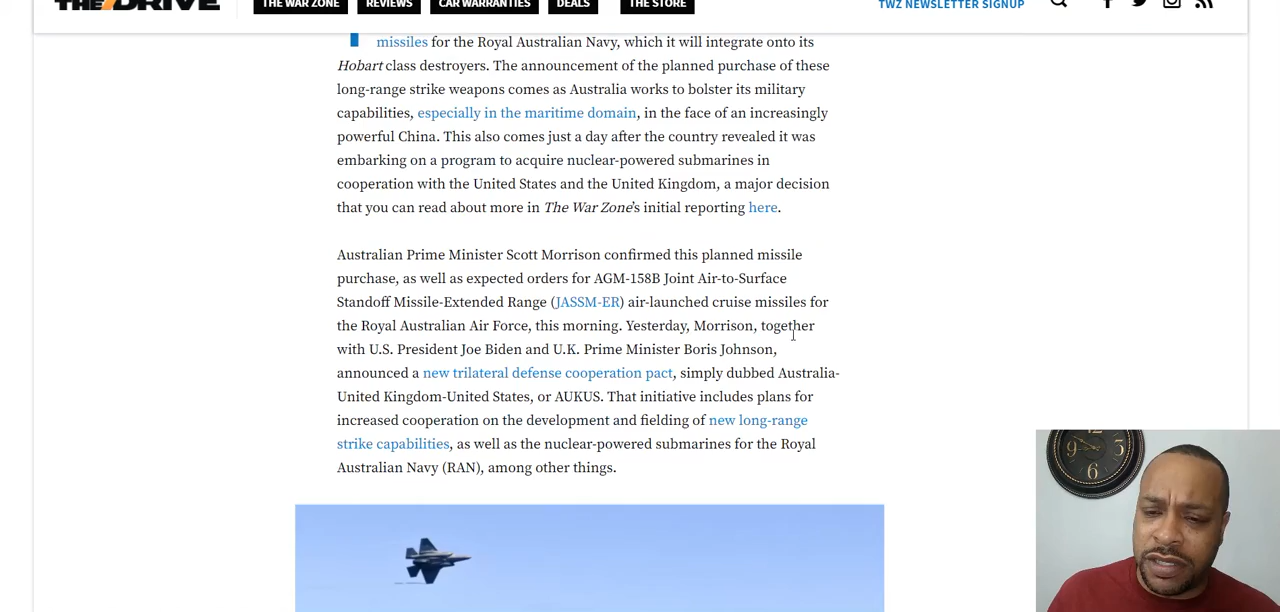 THE DRIVE
THE WAR ZONE
REVIEWS
CAR WARRANTIES
DEALS
THE STORE
TWZ NEWSLETTER SIGNUP
missiles for the Royal Australian Navy, which it will integrate onto its
Hobart class destroyers. The announcement of the planned purchase of these
long-range strike weapons comes as Australia works to bolster its military
capabilities, especially in the maritime domain, in the face of an increasingly
powerful China. This also comes just a day after the country revealed it was
embarking on a program to acquire nuclear-powered submarines in
cooperation with the United States and the United Kingdom, a major decision
that you can read about more in The War Zone's initial reporting here.
Australian Prime Minister Scott Morrison confirmed this planned missile
purchase, as well as expected orders for AGM-158B Joint Air-to-Surface
Standoff Missile-Extended Range (JASSM-ER) air-launched cruise missiles for
the Royal Australian Air Force, this morning. Yesterday, Morrison, together
with U.S. President Joe Biden and U.K. Prime Minister Boris Johnson,
announced a new trilateral defense cooperation pact, simply dubbed Australia-
United Kingdom-United States, or AUKUS. That initiative includes plans for
increased cooperation on the development and fielding of new long-range
strike capabilities, as well as the nuclear-powered submarines for the Royal
Australian Navy (RAN), among other things.
12
9
3
6